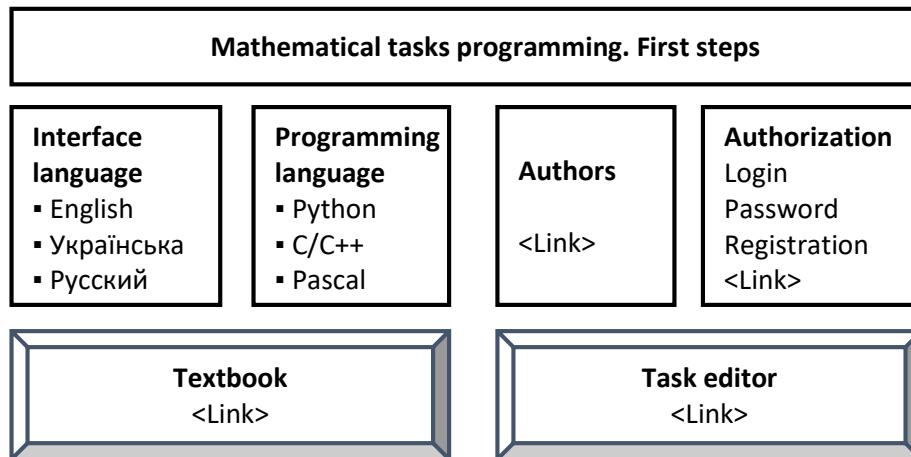 Mathematical tasks programming. First steps
Interface
language
▪ English
▪ Українська
▪ Русский
Programming
language
▪ Python
▪ C/C++
▪ Pascal
Authors
<Link>
Authorization
Login
Password
Registration
<Link>
Textbook
<Link>
Task editor
<Link>